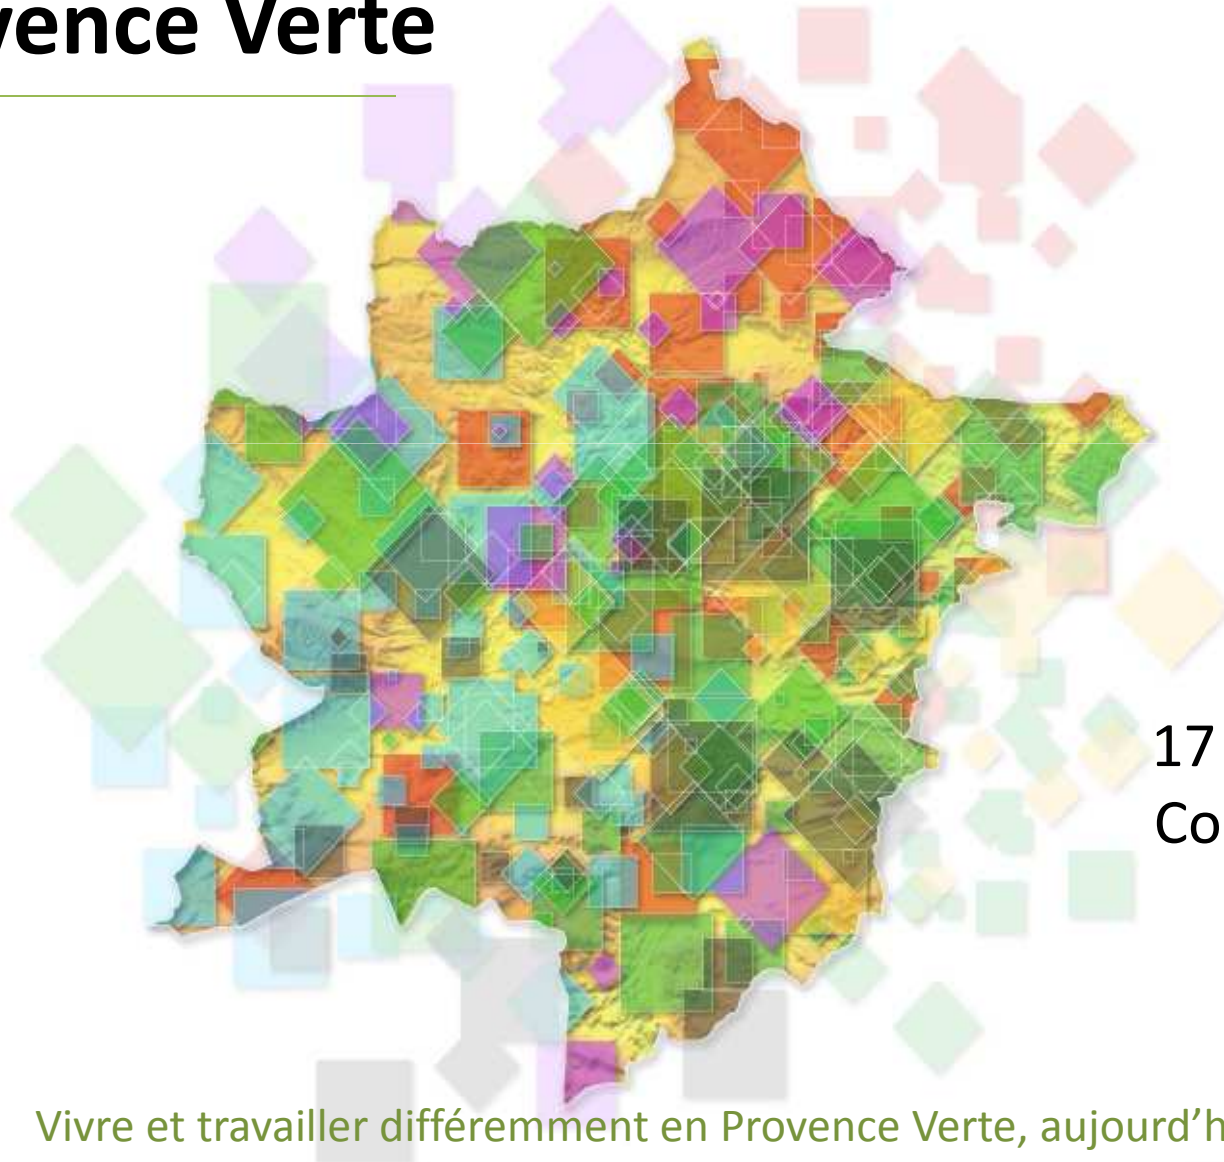 vence Verte
17
Co
Vivre et travailler différemment en Provence Verte, aujourd’h